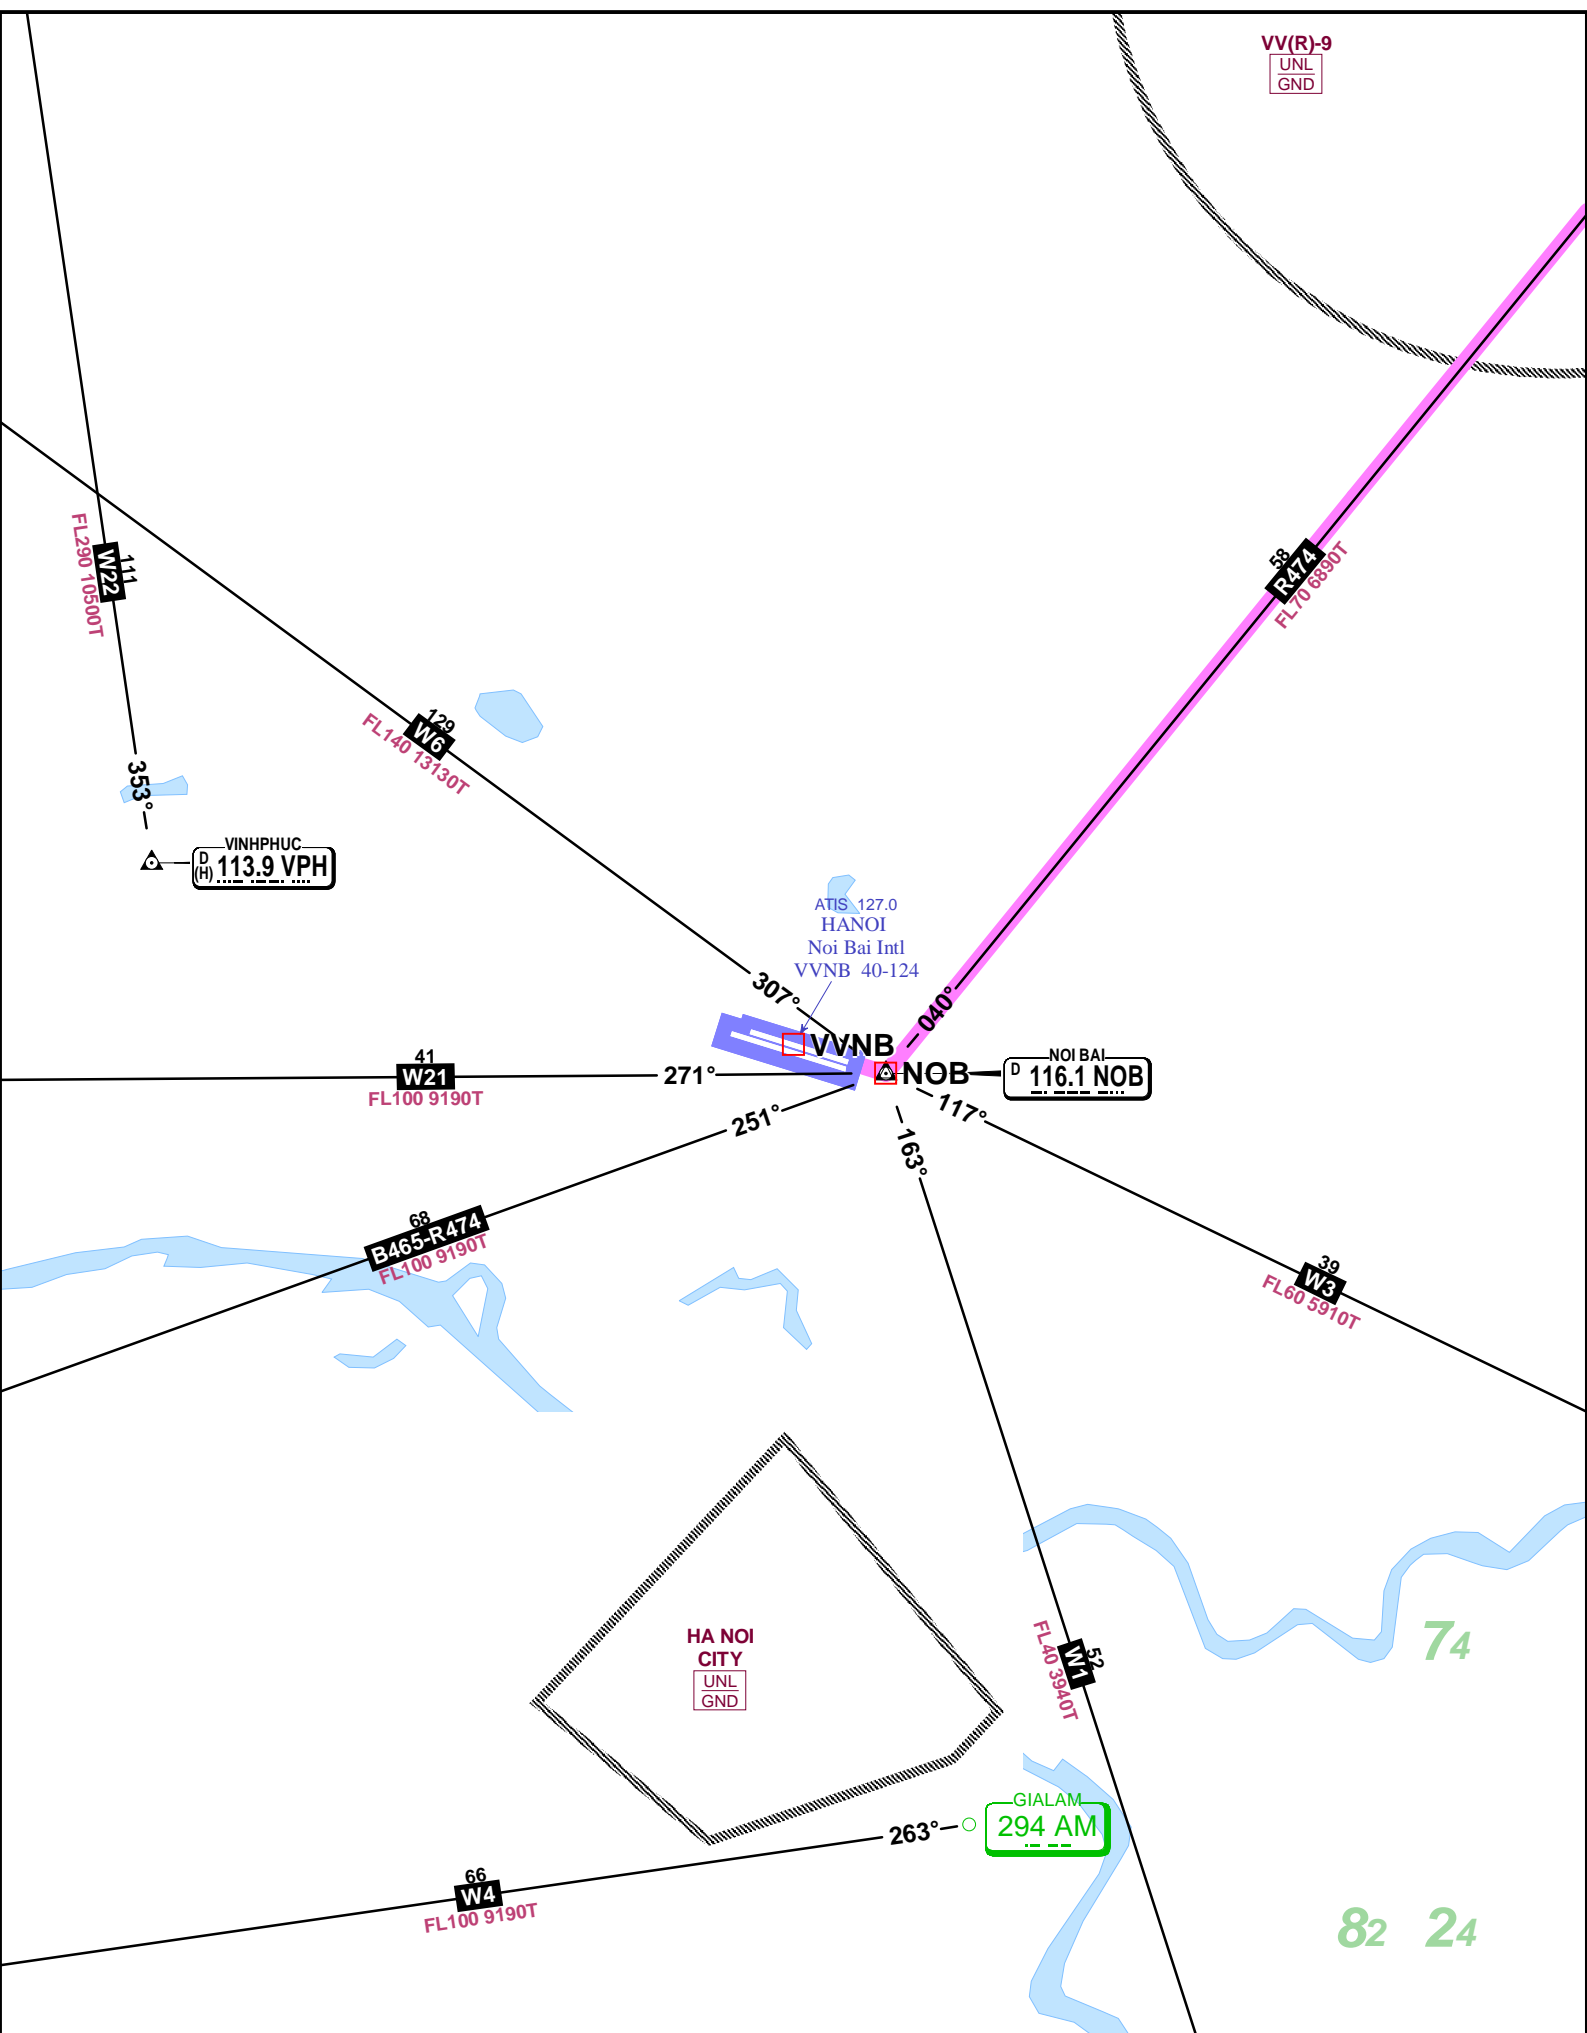 VV(R)-9
UNL
GND
58
R474
FL70 6890T
111
W22
FL290 10500T
353°
129
W6
FL140 13130T
307°
VINHPHUC
D
(H) 113.9 VPH
ATIS 127.0
HANOI
Noi Bai Intl
VVNB 40-124
040°
VVNB
NOB
NOI BAI
D 116.1 NOB
41
W21
FL100 9190T
271°
251°
117°
163°
68
B465-R474
FL100 9190T
39
W3
FL60 5910T
HA NOI
CITY
UNL
GND
52
W1
FL40 3940T
74
GIALAM
294 AM
263°
66
W4
FL100 9190T
82 24